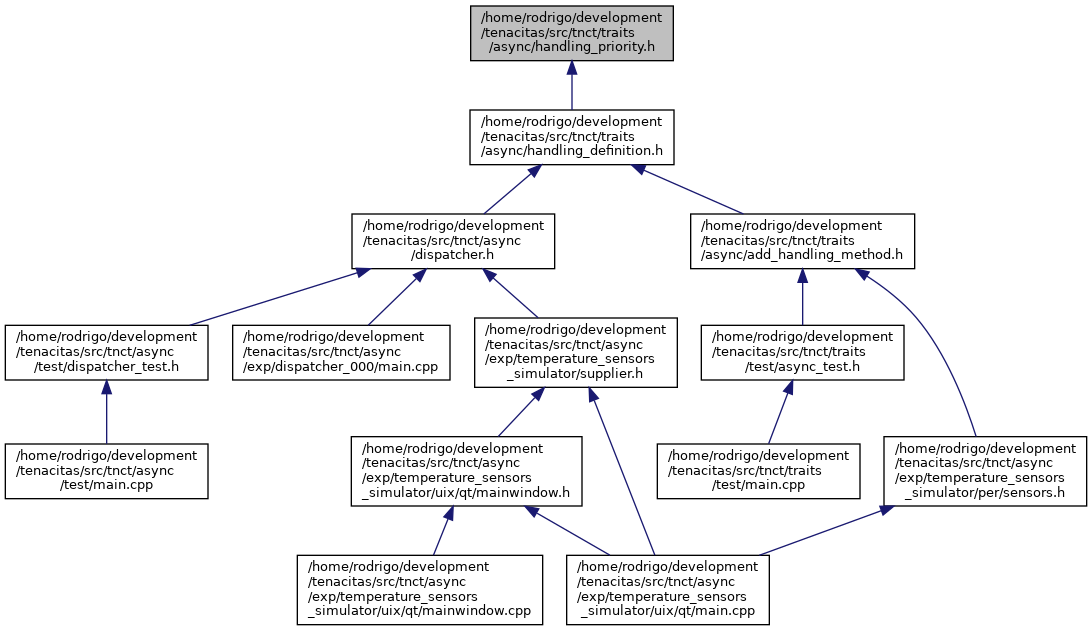 /home/rodrigo/development
/tenacitas/src/tnct/traits
/async/handling_priority.h
/home/rodrigo/development
/tenacitas/src/tnct/traits
/async/handling_definition.h
/home/rodrigo/development
/tenacitas/src/tnct/async
/dispatcher.h
/home/rodrigo/development
/tenacitas/src/tnct/traits
/async/add_handling_method.h
/home/rodrigo/development
/tenacitas/src/tnct/async
/test/dispatcher_test.h
/home/rodrigo/development
/tenacitas/src/tnct/async
/exp/dispatcher_000/main.cpp
/home/rodrigo/development
/tenacitas/src/tnct/async
/exp/temperature_sensors
_simulator/supplier.h
/home/rodrigo/development
/tenacitas/src/tnct/traits
/test/async_test.h
/home/rodrigo/development
/tenacitas/src/tnct/async
/test/main.cpp
/home/rodrigo/development
/tenacitas/src/tnct/async
/exp/temperature_sensors
_simulator/uix/qt/mainwindow.h
/home/rodrigo/development
/tenacitas/src/tnct/traits
/test/main.cpp
/home/rodrigo/development
/tenacitas/src/tnct/async
/exp/temperature_sensors
_simulator/per/sensors.h
/home/rodrigo/development
/tenacitas/src/tnct/async
/exp/temperature_sensors
_simulator/uix/qt/mainwindow.cpp
/home/rodrigo/development
/tenacitas/src/tnct/async
/exp/temperature_sensors
_simulator/uix/qt/main.cpp